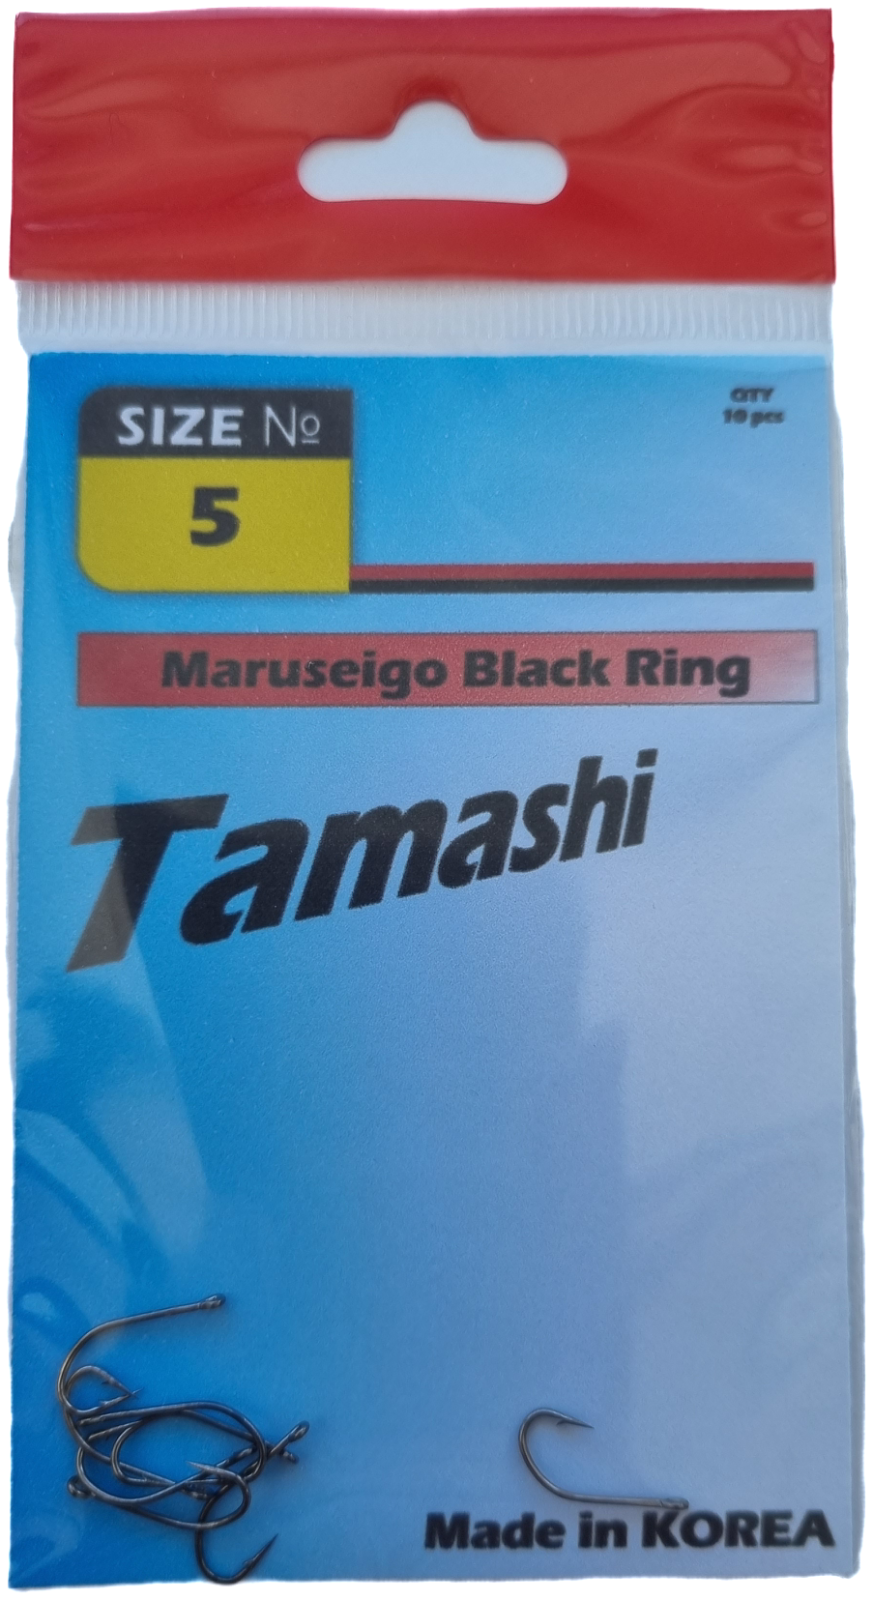 SIZE №
5
QTY
10 pcs
Maruseigo Black Ring
Tamashi
Made in KOREA